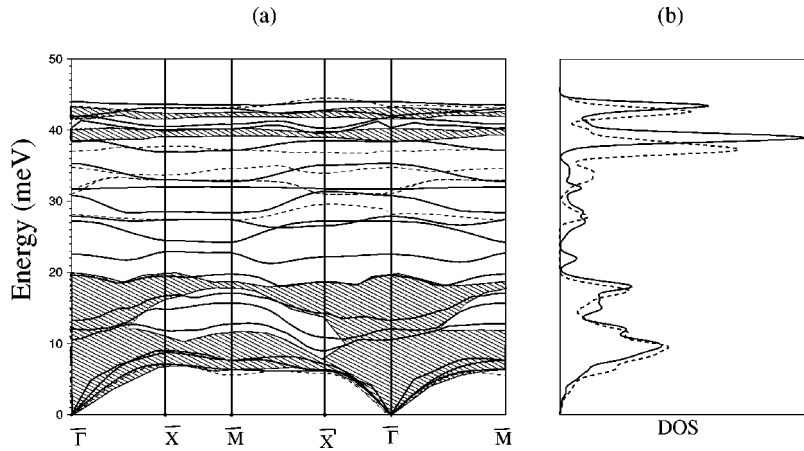 (a)
(b)
Energy (meV)
50
40
30
20
10
0
Γ̅ X̅ M̅ X̅' Γ̅ M̅
DOS